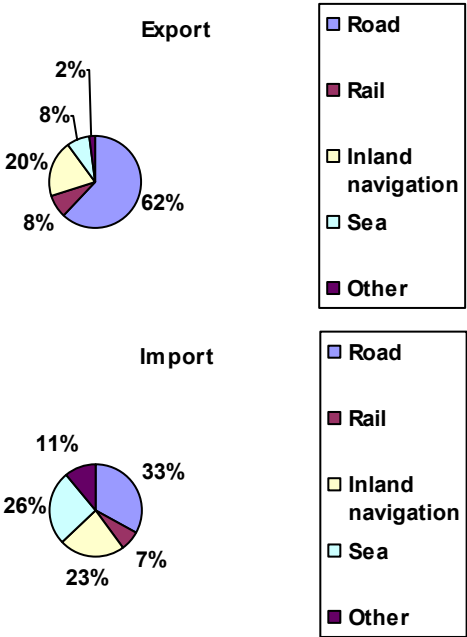 Export
2%
8%
20%
8%
62%
Road
Rail
Inland
navigation
Sea
Other
Import
11%
33%
26%
7%
23%
Road
Rail
Inland
navigation
Sea
Other